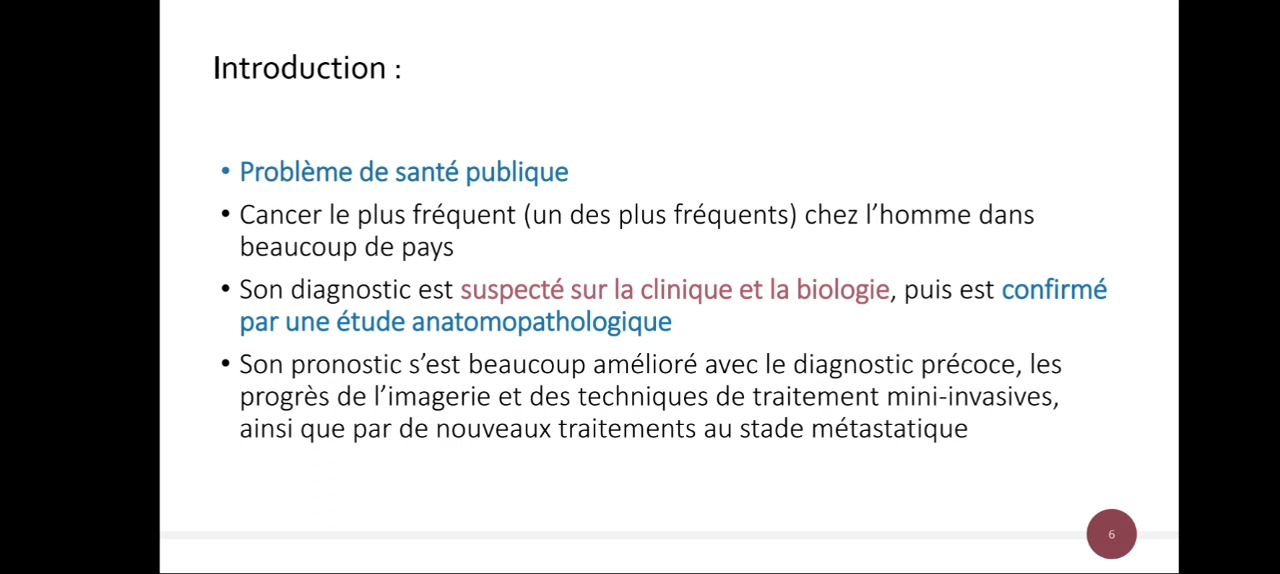 Introduction :
• Problème de santé publique
• Cancer le plus fréquent (un des plus fréquents) chez l’homme dans
beaucoup de pays
• Son diagnostic est suspecté sur la clinique et la biologie, puis est confirmé
par une étude anatomopathologique
• Son pronostic s’est beaucoup amélioré avec le diagnostic précoce, les
progrès de l’imagerie et des techniques de traitement mini-invasives,
ainsi que par de nouveaux traitements au stade métastatique
6